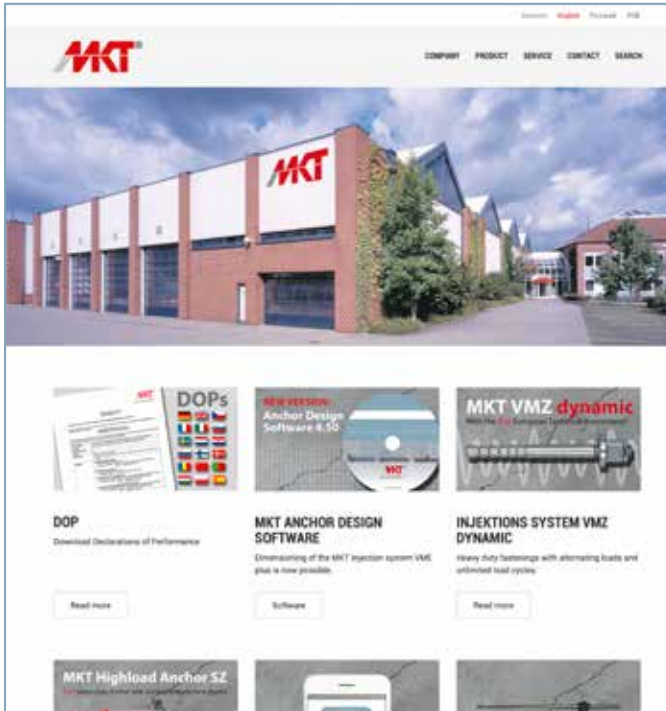 Deutsch English Русский 中文
MKT®
COMPANY PRODUCT SERVICE CONTACT SEARCH
MKT
MKT
DOPs
NEW VERSION:
Anchor Design
Software 4.50
MKT
MKT VMZ dynamic
DOP
Download Declarations of Performance
Read more
MKT ANCHOR DESIGN
SOFTWARE
Dimensioning of the MKT injection system VME
plus is now possible.
Software
INJEKTIONS SYSTEM VMZ
DYNAMIC
Heavy duty fastenings with alternating loads and
unlimited load cycles.
Read more
MKT Highload Anchor SZ